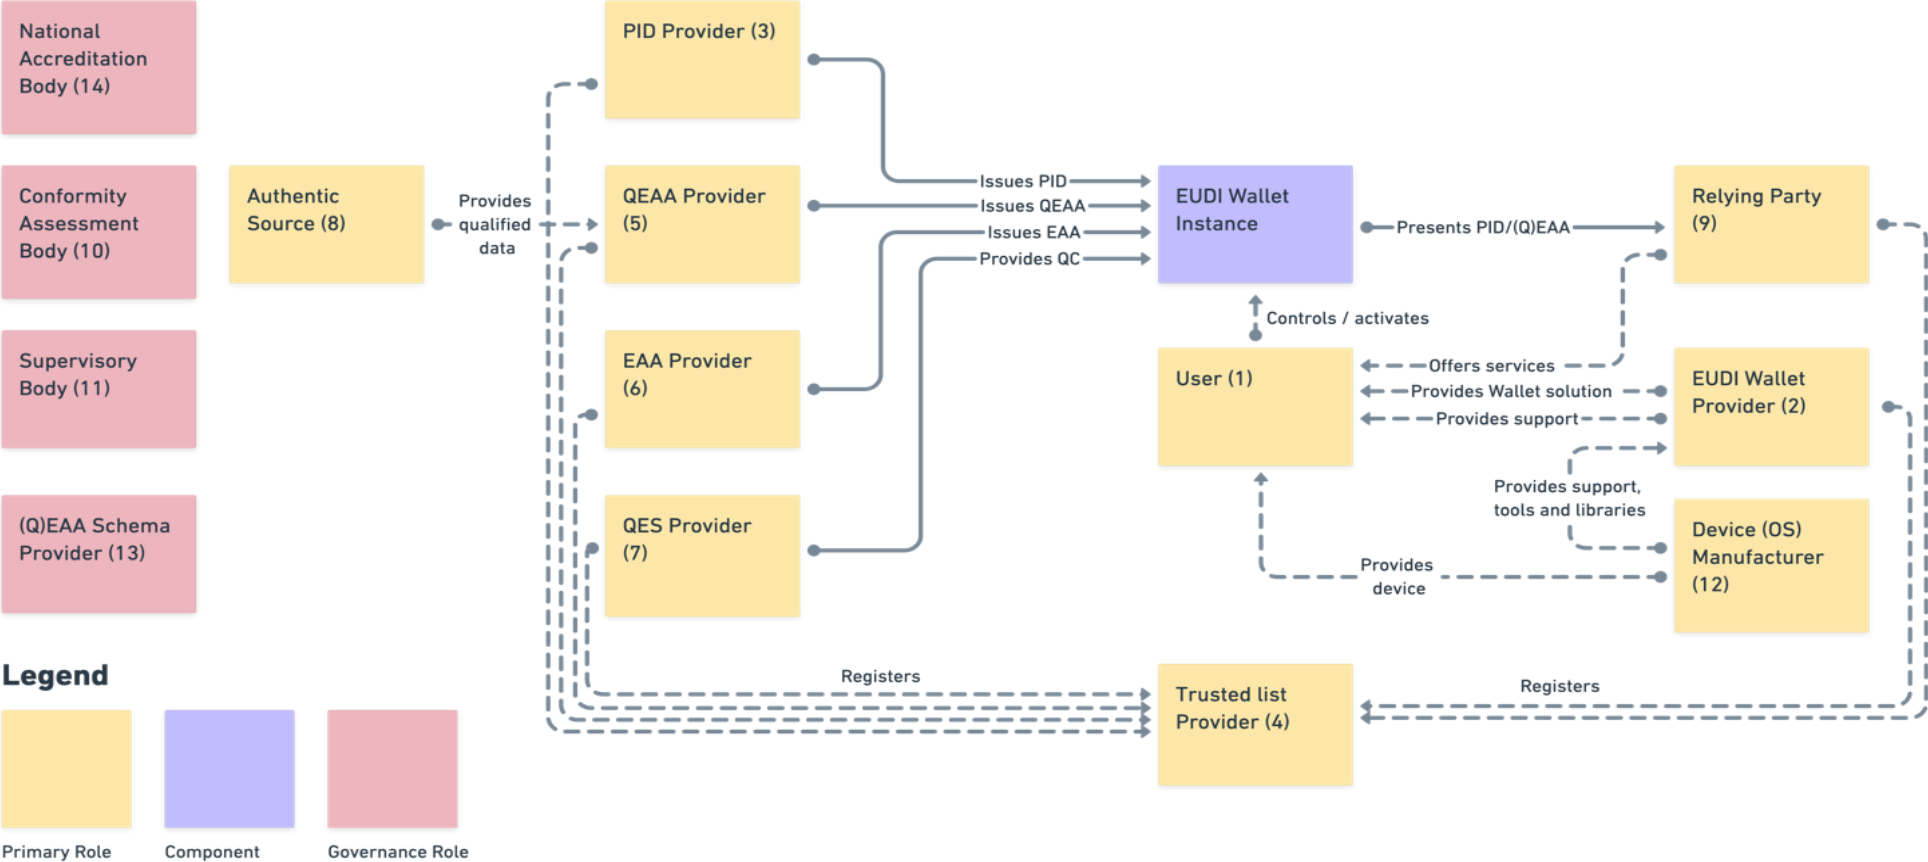 National
Accreditation
Body (14)
PID Provider (3)
Conformity
Assessment
Body (10)
Authentic
Source (8)
Provides
qualified
data
QEAA Provider
(5)
Issues PID
Issues QEAA
Issues EAA
Provides QC
EUDI Wallet
Instance
Presents PID/(Q)EAA
Relying Party
(9)
Controls / activates
Supervisory
Body (11)
EAA Provider
(6)
User (1)
Offers services
Provides Wallet solution
Provides support
EUDI Wallet
Provider (2)
Provides support,
tools and libraries
(Q)EAA Schema
Provider (13)
QES Provider
(7)
Provides
device
Device (OS)
Manufacturer
(12)
Registers
Trusted list
Provider (4)
Registers
Legend
Primary Role
Component
Governance Role